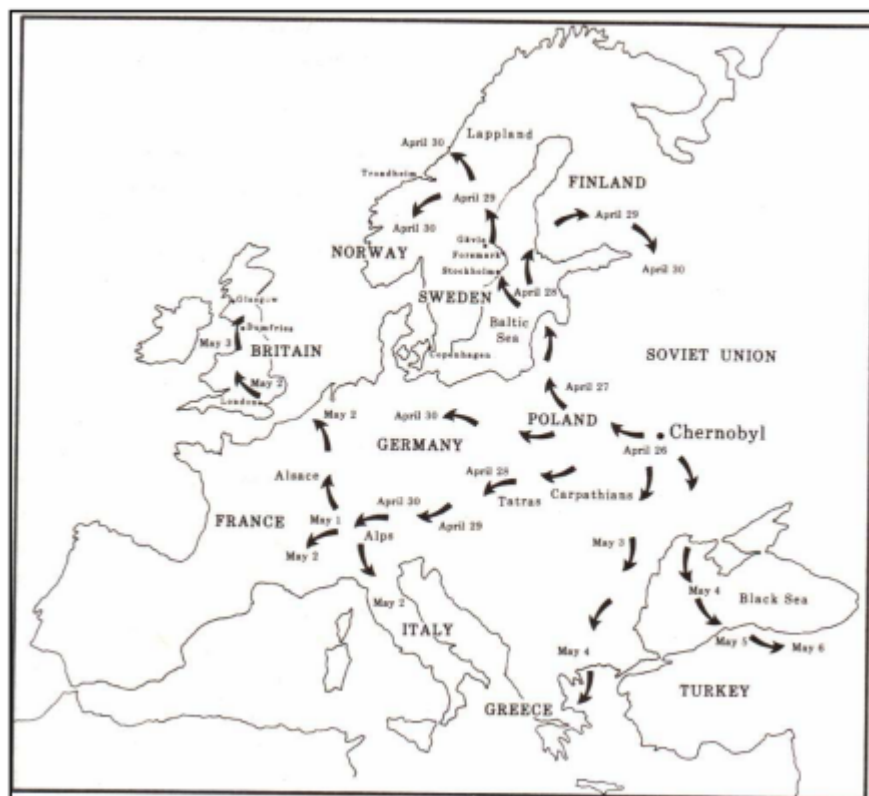 Lappland
April 30
Trondheim
FINLAND
April 29
April 29
April 30
NORWAY
Gävle
Forsmark
Stockholm
April 30
SWEDEN
April 28
Baltic
Sea
Glasgow
Dumfries
May 3
BRITAIN
Copenhagen
SOVIET UNION
May 2
London
April 27
May 2
April 30
POLAND
Chernobyl
GERMANY
April 26
Alsace
April 28
Tatras
Carpathians
April 30
FRANCE
May 1
April 29
Alps
May 2
May 3
May 4
Black Sea
May 2
ITALY
May 5
May 6
May 4
TURKEY
GREECE